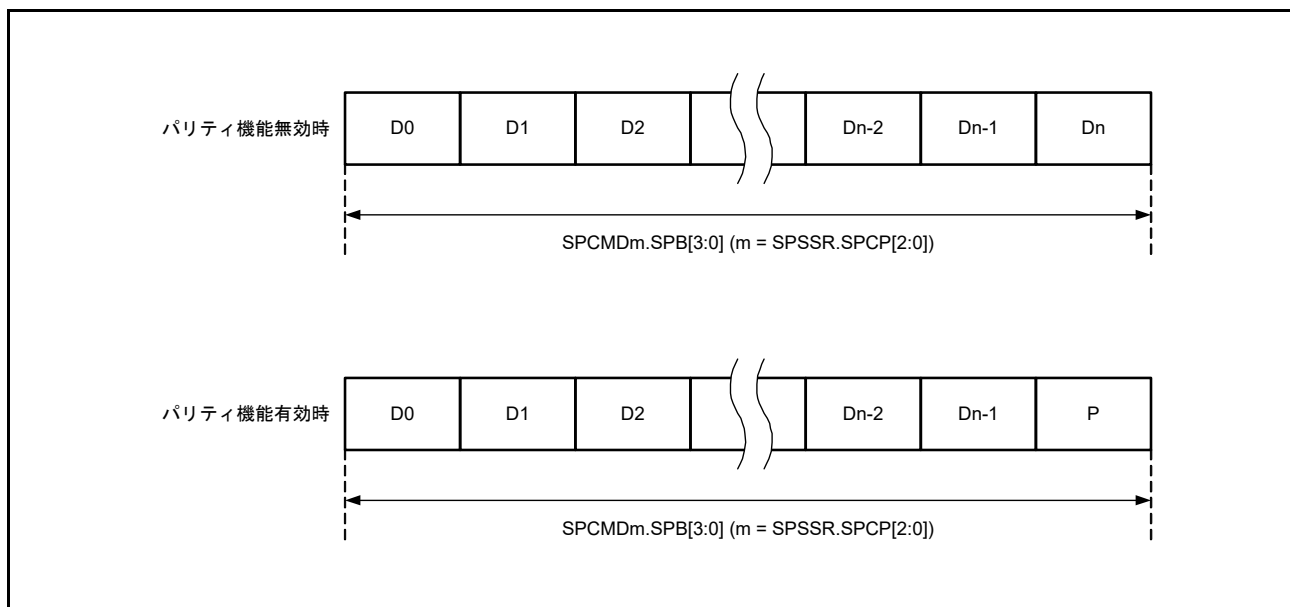 パリティ機能無効時 D0 D1 D2 Dn-2 Dn-1 Dn
SPCMDm.SPB[3:0] (m = SPSSR.SPCP[2:0])
パリティ機能有効時 D0 D1 D2 Dn-2 Dn-1 P
SPCMDm.SPB[3:0] (m = SPSSR.SPCP[2:0])